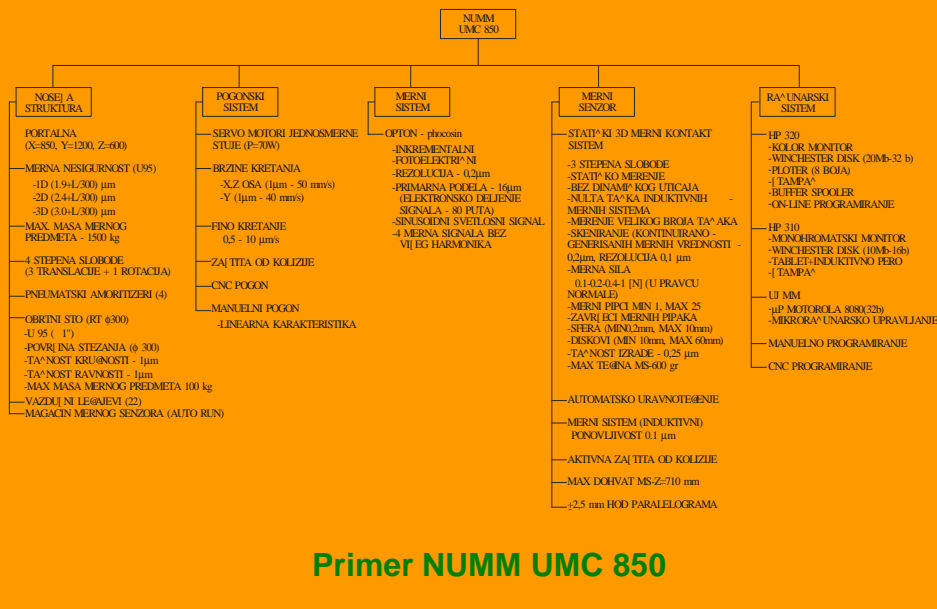 NUMM
UMC 850
NOSE[ A
STRUKTURA
PORTALNA
(X=850, Y=1200, Z=600)
MERNA NESIGURNOST (U95)
-1D (1.9+L/300) μm
-2D (2.4+L/300) μm
-3D (3.0+L/300) μm
MAX. MASA MERNOG
PREDMETA - 1500 kg
4 STEPENA SLOBODE
(3 TRANSLACIJE + 1 ROTACIJA)
PNEUMATSKI AMORITIZERI (4)
OBRTNI STO (RT ϕ300)
-U 95 ( 1")
-POVR[ INA STEZANJA (ϕ 300)
-TA^NOST KRU@NOSTI - 1μm
-TA^NOST RAVNOSTI - 1μm
-MAX MASA MERNOG PREDMETA 100 kg
VAZDU[ NI LE@AJEVI (22)
MAGACIN MERNOG SENZORA (AUTO RUN)
POGONSKI
SISTEM
SERVO MOTORI JEDNOSMERNE
STUJE (P=70W)
BRZINE KRETANJA
-X,Z OSA (1μm - 50 mm/s)
-Y (1μm - 40 mm/s)
FINO KRETANJE
0,5 - 10 μm/s
ZA[ TITA OD KOLIZIJE
CNC POGON
MANUELNI POGON
-LINEARNA KARAKTERISTIKA
MERNI
SISTEM
OPTON - phocosin
-INKREMENTALNI
-FOTOELEKTRI^ NI
-REZOLUCIJA - 0,2μm
-PRIMARNA PODELA - 16μm
(ELEKTRONSKO DELJENJE
SIGNALA - 80 PUTA)
-SINUSOIDNI SVETLOSNI SIGNAL
-4 MERNA SIGNALA BEZ
VI[ EG HARMONIKA
MERNI
SENZOR
STATI^ KI 3D MERNI KONTAKT
SISTEM
-3 STEPENA SLOBODE
-STATI^ KO MERENJE
-BEZ DINAMI^ KOG UTICAJA
-NULTA TA^ KA INDUKTIVNIH -
MERNIH SISTEMA
-MERENJE VELIKOG BROJA TA^ AKA
-SKENIRANJE (KONTINUIRANO -
GENERISANIH MERNIH VREDNOSTI -
0,2μm, REZOLUCIJA 0,1 μm
-MERNA SILA
0.1-0.2-0.4-1 [N] (U PRAVCU
NORMALE)
-MERNI PIPCI MIN 1, MAX 25
-ZAVR[ ECI MERNIH PIPAKA
-SFERA (MIN0,2mm, MAX 10mm)
-DISKOVI (MIN 10mm, MAX 60mm)
-TA^NOST IZRADE - 0,25 μm
-MAX TE@INA MS-600 gr
AUTOMATSKO URAVNOTE@ENJE
MERNI SISTEM (INDUKTIVNI)
PONOVLJIVOST 0.1 μm
AKTIVNA ZA[ TITA OD KOLIZIJE
MAX DOHVAT MS-Z=710 mm
±2,5 mm HOD PARALELOGRAMA
RA^ UNARSKI
SISTEM
HP 320
-KOLOR MONITOR
-WINCHESTER DISK (20Mb-32 b)
-PLOTER (8 BOJA)
-[ TAMPA^
-BUFFER SPOOLER
-ON-LINE PROGRAMIRANJE
HP 310
-MONOHROMATSKI MONITOR
-WINCHESTER DISK (10Mb-16b)
-TABLET+INDUKTIVNO PERO
-[ TAMPA^
UJ MM
-μP MOTOROLA 8080(32b)
-MIKRORA^ UNARSKO UPRAVLJANJE
MANUELNO PROGRAMIRANJE
CNC PROGRAMIRANJE
Primer NUMM UMC 850